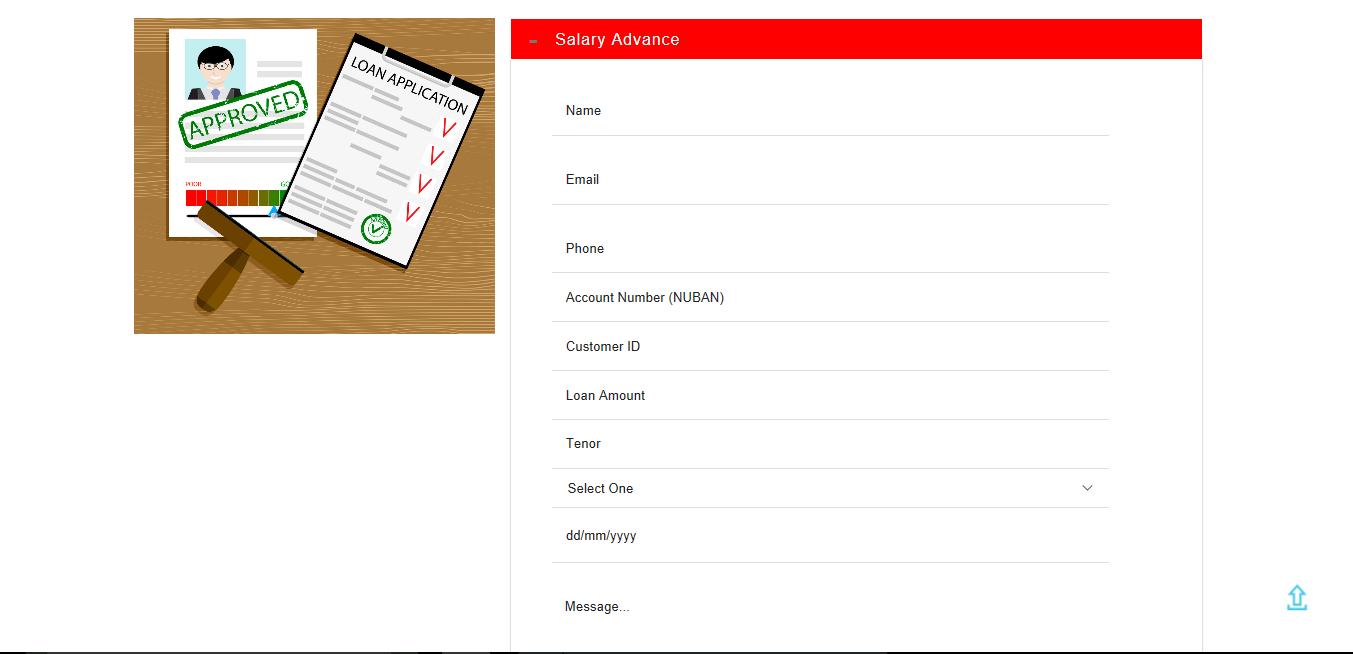 Salary Advance
LOAN APPLICATION
APPROVED
POOR
Name
Email
Phone
Account Number (NUBAN)
Customer ID
Loan Amount
Tenor
Select One
dd/mm/yyyy
Message...